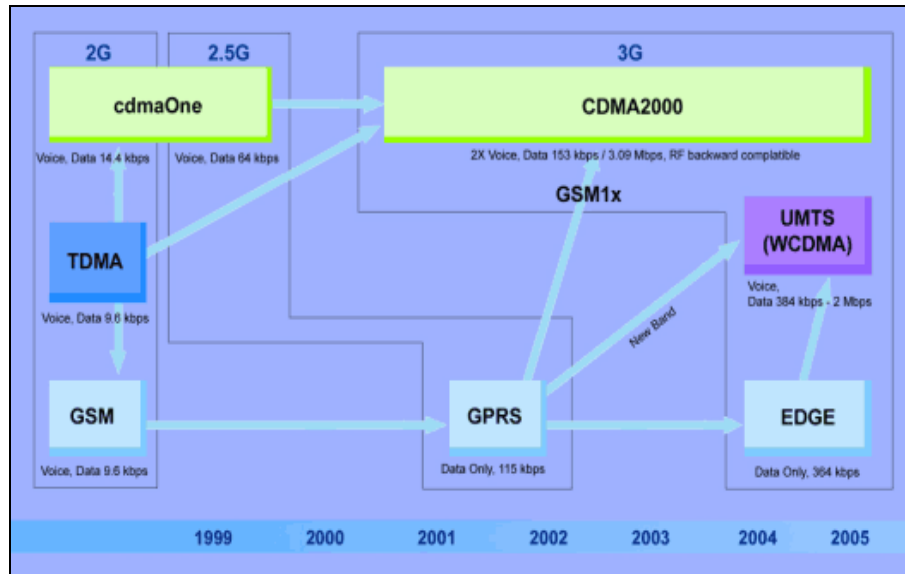 2G
2.5G
3G
cdmaOne
CDMA2000
Voice, Data 14.4 kbps
Voice, Data 64 kbps
2X Voice, Data 153 kbps / 3.09 Mbps, RF backward complatible
GSM1x
TDMA
UMTS
(WCDMA)
Voice, Data 9.6 kbps
Voice,
Data 384 kbps - 2 Mbps
New Band
GSM
GPRS
EDGE
Voice, Data 9.6 kbps
Data Only, 115 kbps
Data Only, 364 kbps
1999 2000 2001 2002 2003 2004 2005